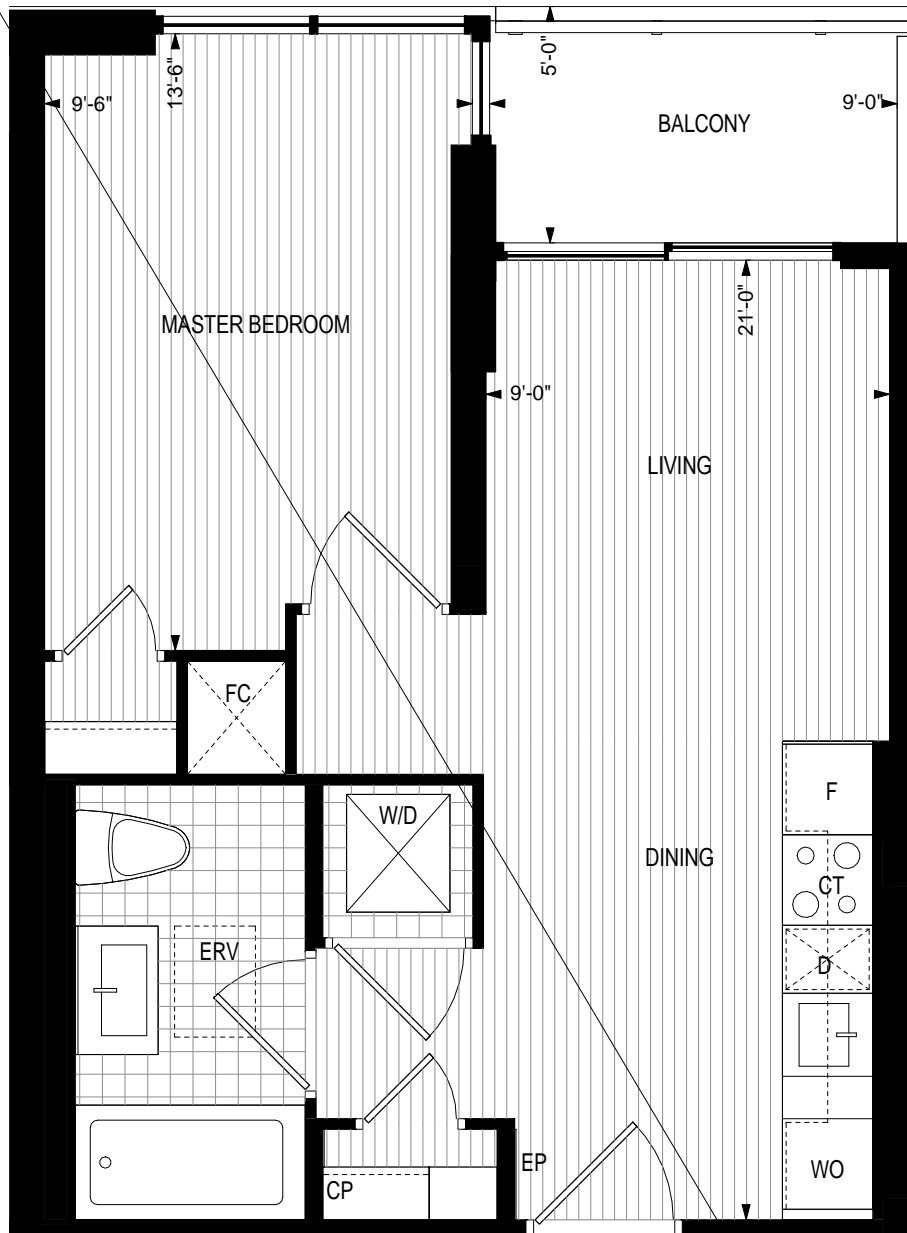 13'-6"
5'-0"
9'-6"
9'-0"
BALCONY
MASTER BEDROOM
21'-0"
9'-0"
LIVING
FC
F
W/D
DINING
CT
ERV
D
EP
WO
CP